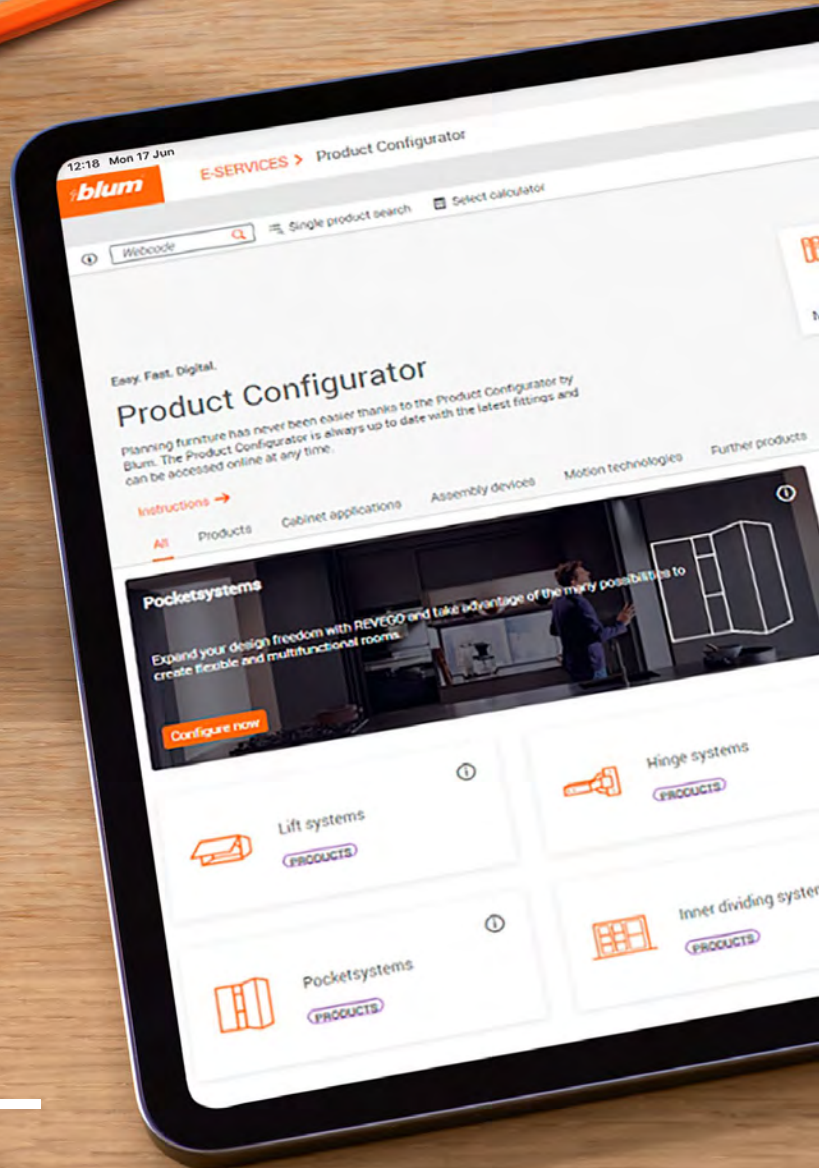 12:18 Mon 17 Jun
blum
E-SERVICES > Product Configurator
Webcode
Single product search
Select calculator
Easy. Fast. Digital.
Product Configurator
Planning furniture has never been easier thanks to the Product Configurator by
Blum. The Product Configurator is always up to date with the latest fittings and
can be accessed online at any time.
Instructions →
All
Products
Cabinet applications
Assembly devices
Motion technologies
Further products
Pocketsystems
Expand your design freedom with REVEGO and take advantage of the many possibilities to
create flexible and multifunctional rooms.
Configure now
Lift systems
PRODUCTS
Hinge systems
PRODUCTS
Pocketsystems
PRODUCTS
Inner dividing
PRODUCTS